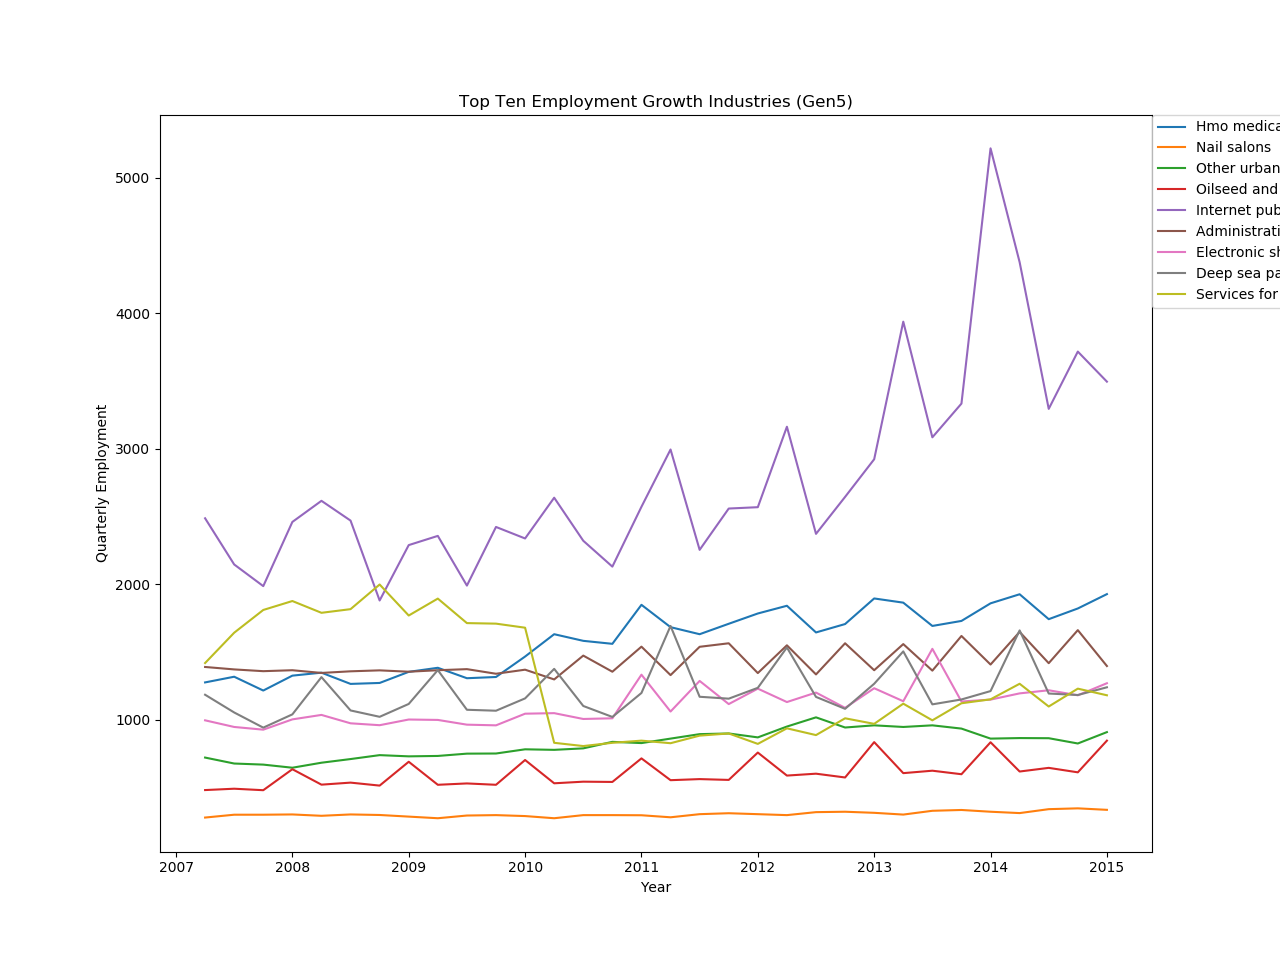 Top Ten Employment Growth Industries (Gen5)
Hmo medica
Nail salons
Other urban
Oilseed and
Internet pub
Administrati
Electronic sh
Deep sea pa
Services for
5000
4000
3000
2000
1000
Quarterly Employment
2007 2008 2009 2010 2011 2012 2013 2014 2015
Year